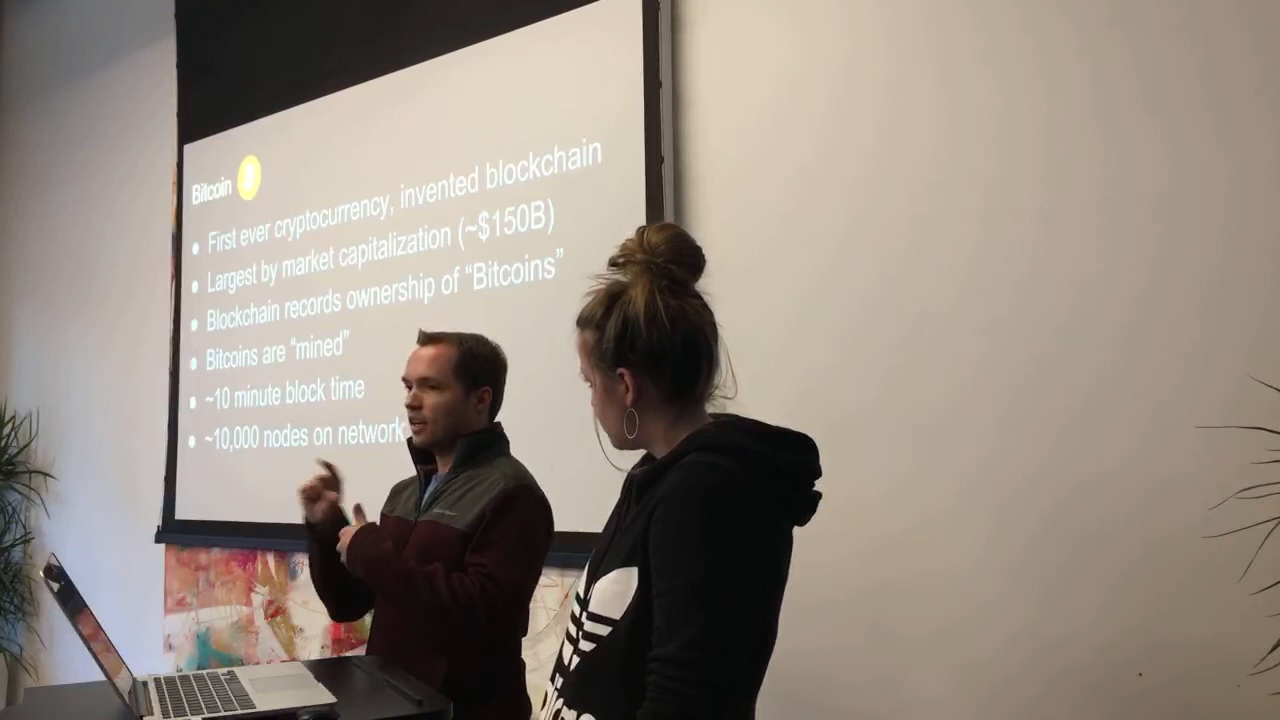 Bitcoin
First ever cryptocurrency, invented blockchain
Largest by market capitalization (~$150B)
Blockchain records ownership of “Bitcoins”
Bitcoins are “mined”
~10 minute block time
~10,000 nodes on network